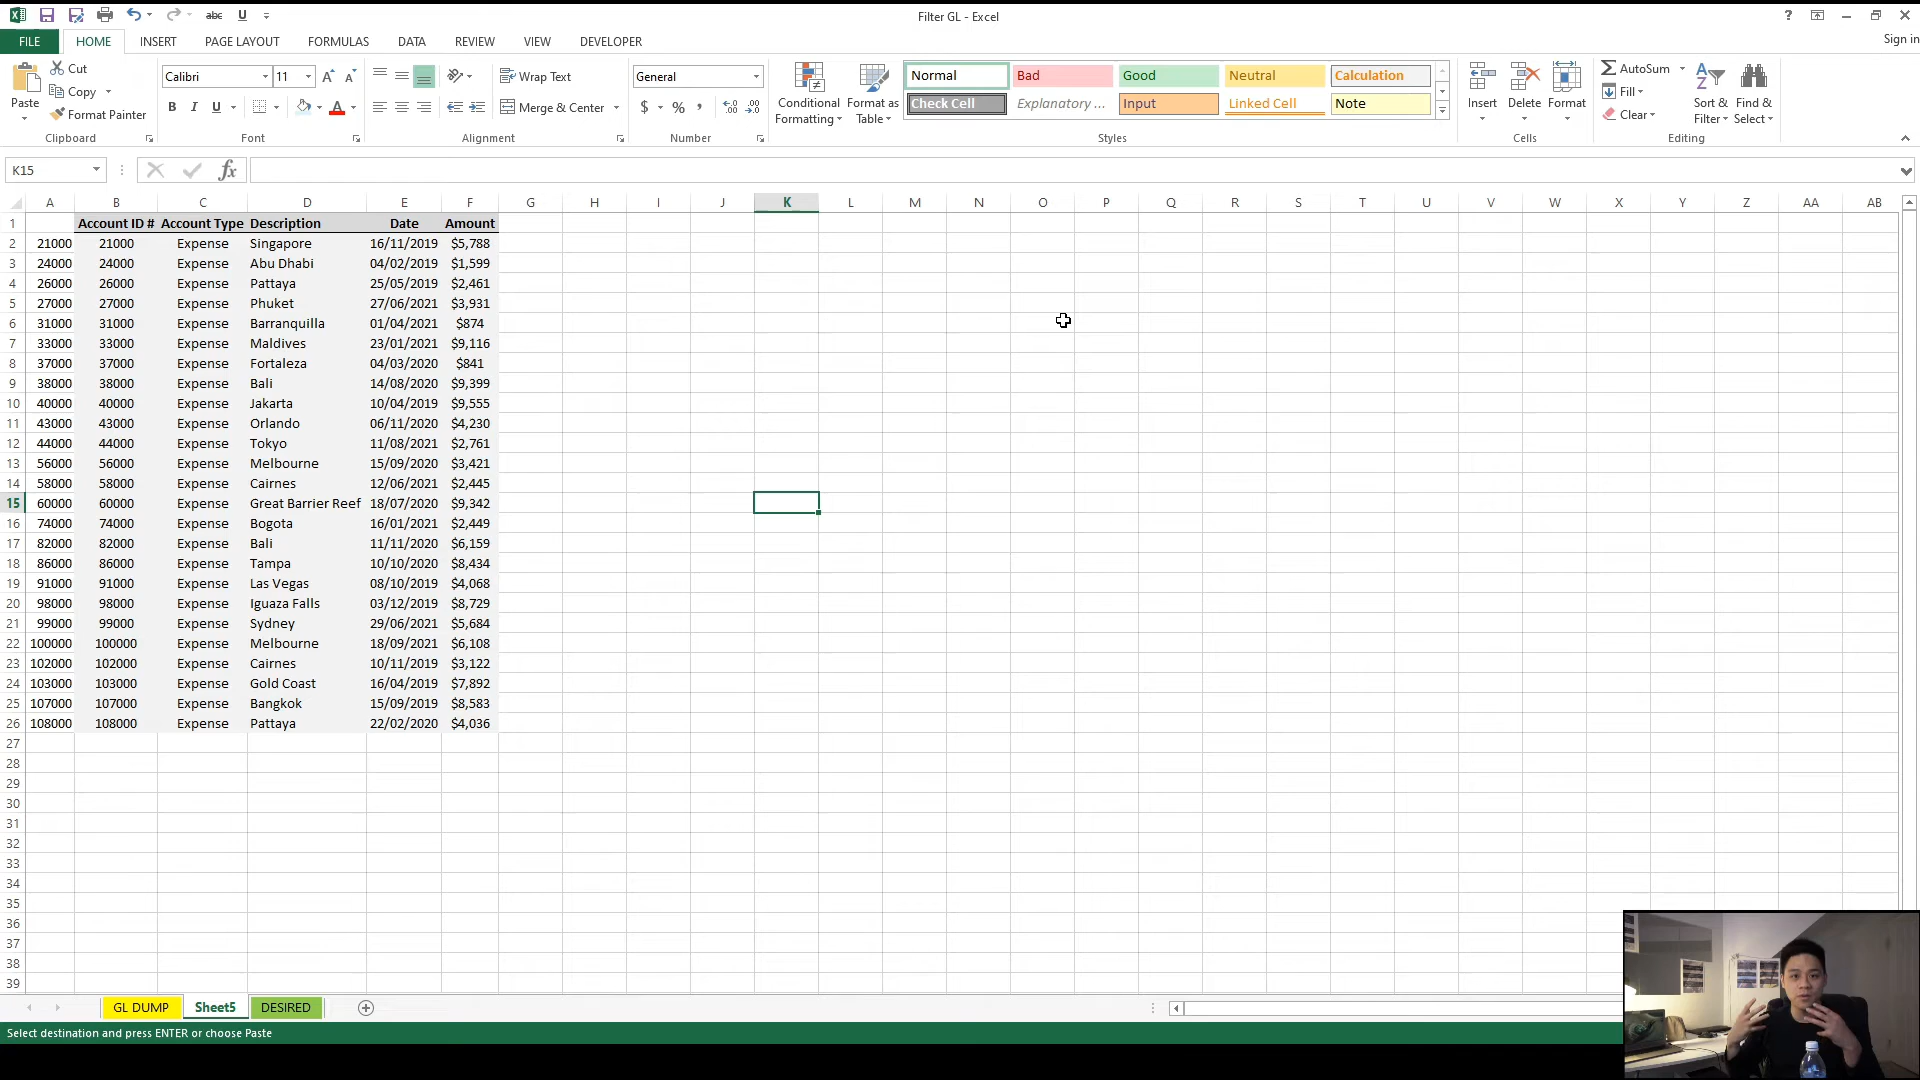 Filter GL - Excel
abc U ?
Sign in
FILE HOME INSERT PAGE LAYOUT FORMULAS DATA REVIEW VIEW DEVELOPER
Paste Cut Copy Format Painter Clipboard
Calibri 11 B I U A Font
Wrap Text Merge & Center Alignment
General $ % , Number
Conditional Formatting Format as Table
Normal Bad Good Neutral Calculation
Check Cell Explanatory ... Input Linked Cell Note
Styles
Insert Delete Format Cells
AutoSum Fill Clear Sort & Filter Find & Select Editing
K15 fx
A B C D E F G H I J K L M N O P Q R S T U V W X Y Z AA AB
1 Account ID # Account Type Description Date Amount
2 21000 21000 Expense Singapore 16/11/2019 $5,788
3 24000 24000 Expense Abu Dhabi 04/02/2019 $1,599
4 26000 26000 Expense Pattaya 25/05/2019 $2,461
5 27000 27000 Expense Phuket 27/06/2021 $3,931
6 31000 31000 Expense Barranquilla 01/04/2021 $874
7 33000 33000 Expense Maldives 23/01/2021 $9,116
8 37000 37000 Expense Fortaleza 04/03/2020 $841
9 38000 38000 Expense Bali 14/08/2020 $9,399
10 40000 40000 Expense Jakarta 10/04/2019 $9,555
11 43000 43000 Expense Orlando 06/11/2020 $4,230
12 44000 44000 Expense Tokyo 11/08/2021 $2,761
13 56000 56000 Expense Melbourne 15/09/2020 $3,421
14 58000 58000 Expense Cairnes 12/06/2021 $2,445
15 60000 60000 Expense Great Barrier Reef 18/07/2020 $9,342
16 74000 74000 Expense Bogota 16/01/2021 $2,449
17 82000 82000 Expense Bali 11/11/2020 $6,159
18 86000 86000 Expense Tampa 10/10/2020 $8,434
19 91000 91000 Expense Las Vegas 08/10/2019 $4,068
20 98000 98000 Expense Iguaza Falls 03/12/2019 $8,729
21 99000 99000 Expense Sydney 29/06/2021 $5,684
22 100000 100000 Expense Melbourne 18/09/2021 $6,108
23 102000 102000 Expense Cairnes 10/11/2019 $3,122
24 103000 103000 Expense Gold Coast 16/04/2019 $7,892
25 107000 107000 Expense Bangkok 15/09/2019 $8,583
26 108000 108000 Expense Pattaya 22/02/2020 $4,036
27
28
29
30
31
32
33
34
35
36
37
38
39
GL DUMP Sheet5 DESIRED
Select destination and press ENTER or choose Paste